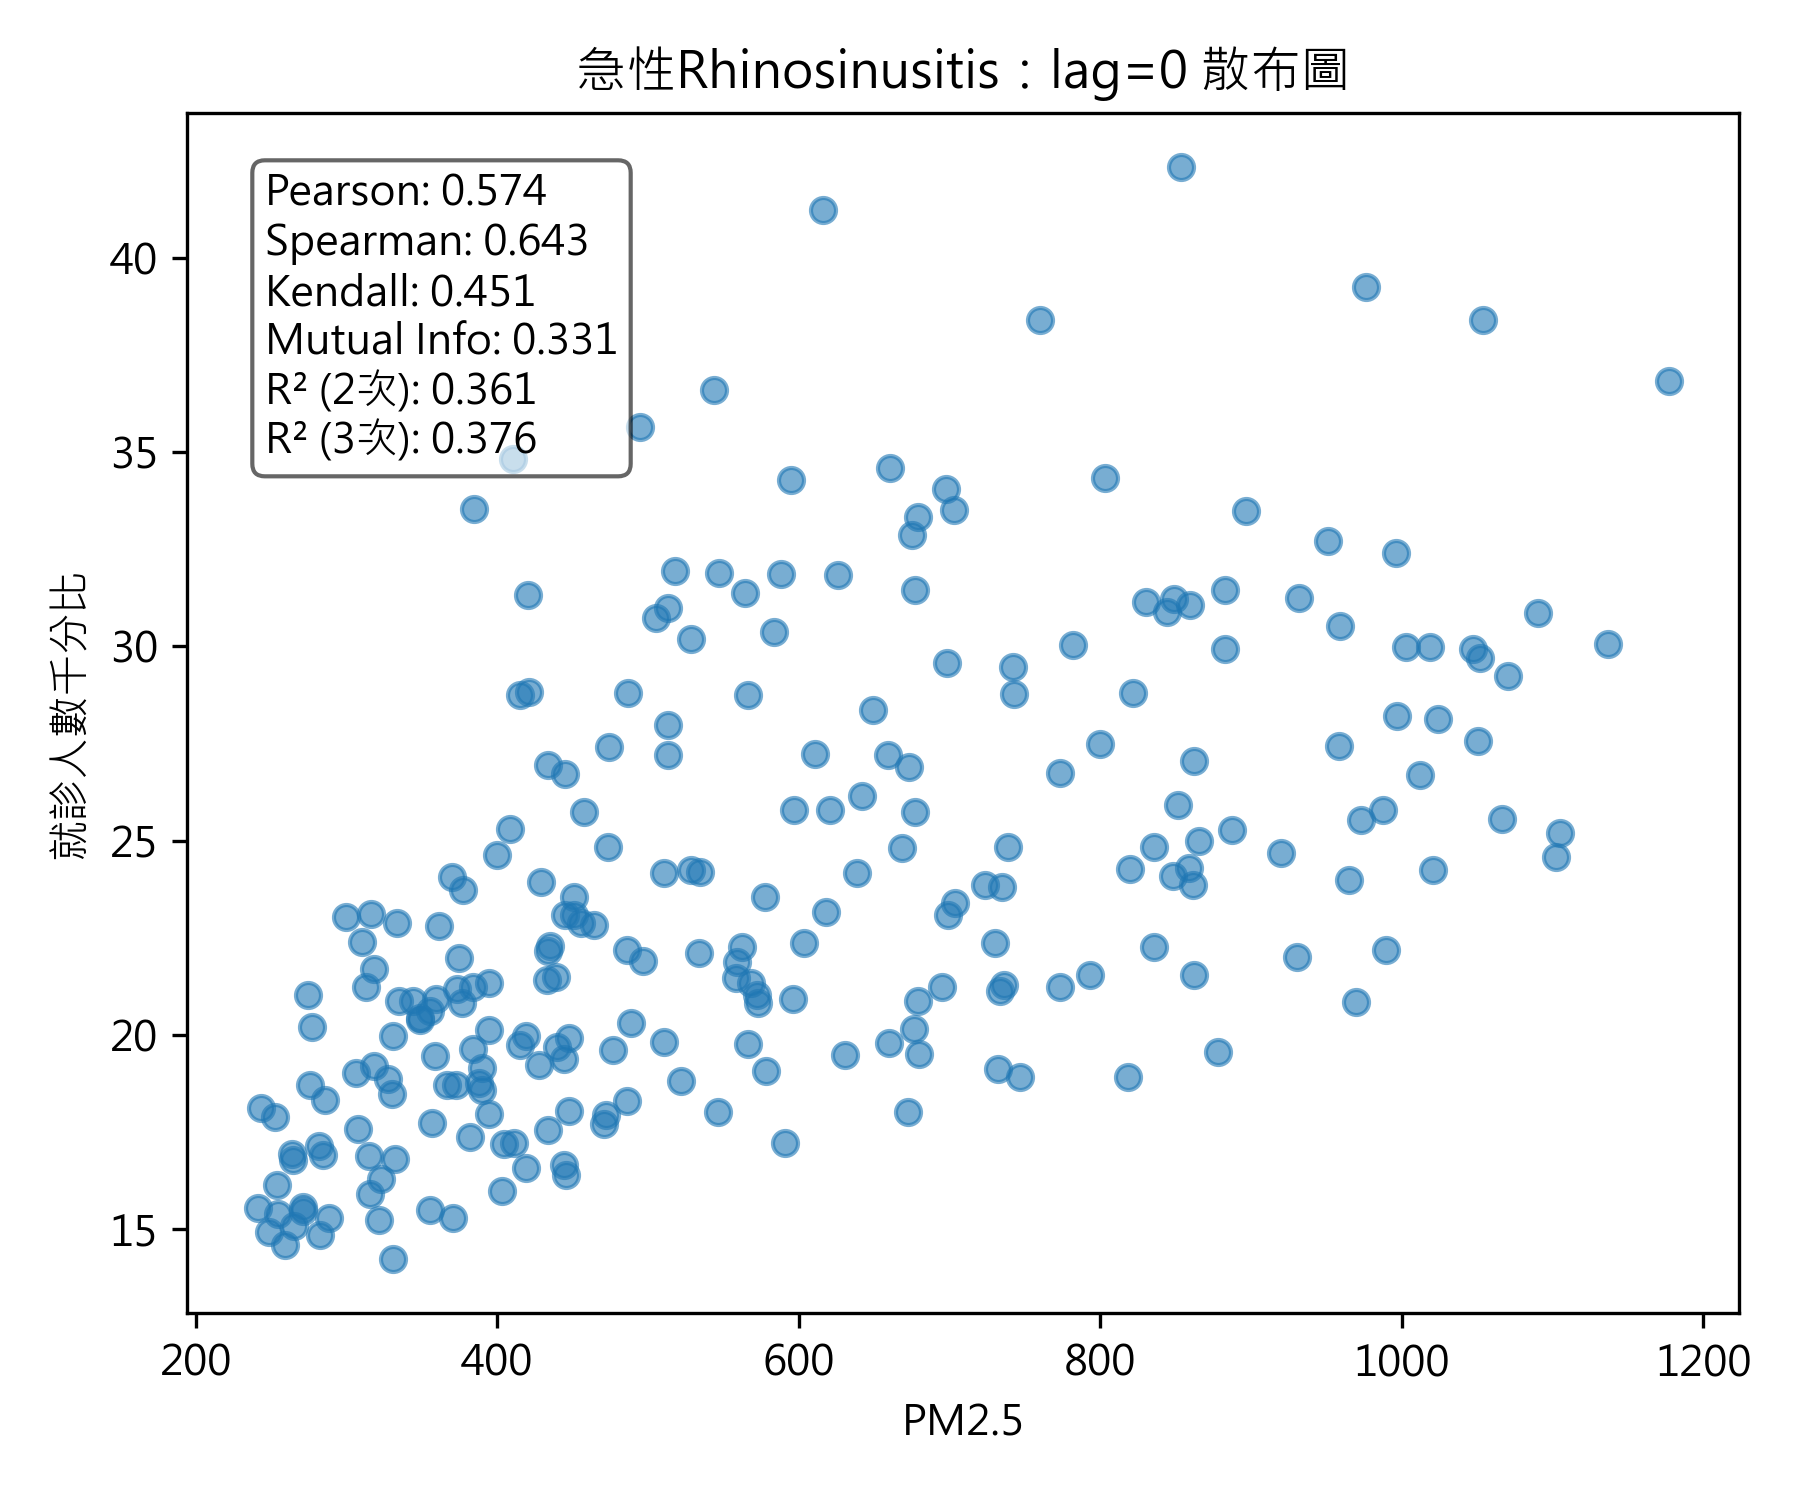 急性Rhinosinusitis：lag=0 散布圖
Pearson: 0.574
Spearman: 0.643
Kendall: 0.451
Mutual Info: 0.331
R² (2次): 0.361
R² (3次): 0.376
就診人數千分比
40
35
30
25
20
15
200 400 600 800 1000 1200
PM2.5